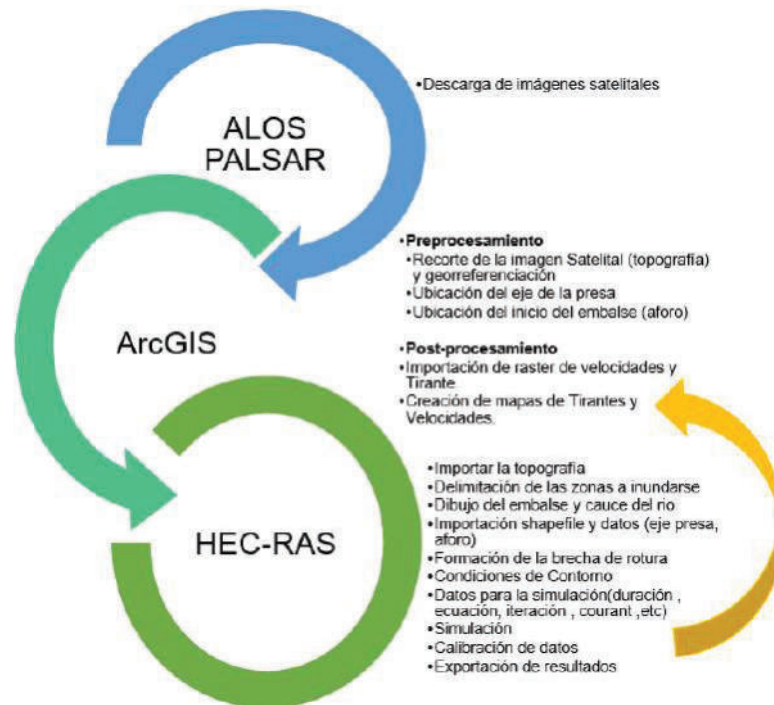 •Descarga de imágenes satelitales
ALOS
PALSAR
•Preprocesamiento
•Recorte de la imagen Satelital (topografía)
y georreferenciación
•Ubicación del eje de la presa
•Ubicación del inicio del embalse (aforo)
ArcGIS
•Post-procesamiento
•Importación de raster de velocidades y
Tirante
•Creación de mapas de Tirantes y
Velocidades.
HEC-RAS
•Importar la topografía
•Delimitación de las zonas a inundarse
•Dibujo del embalse y cauce del rio
•Importación shapefile y datos (eje presa,
aforo)
•Formación de la brecha de rotura
•Condiciones de Contorno
•Datos para la simulación(duración ,
ecuación, iteración , courant ,etc)
•Simulación
•Calibración de datos
•Exportación de resultados